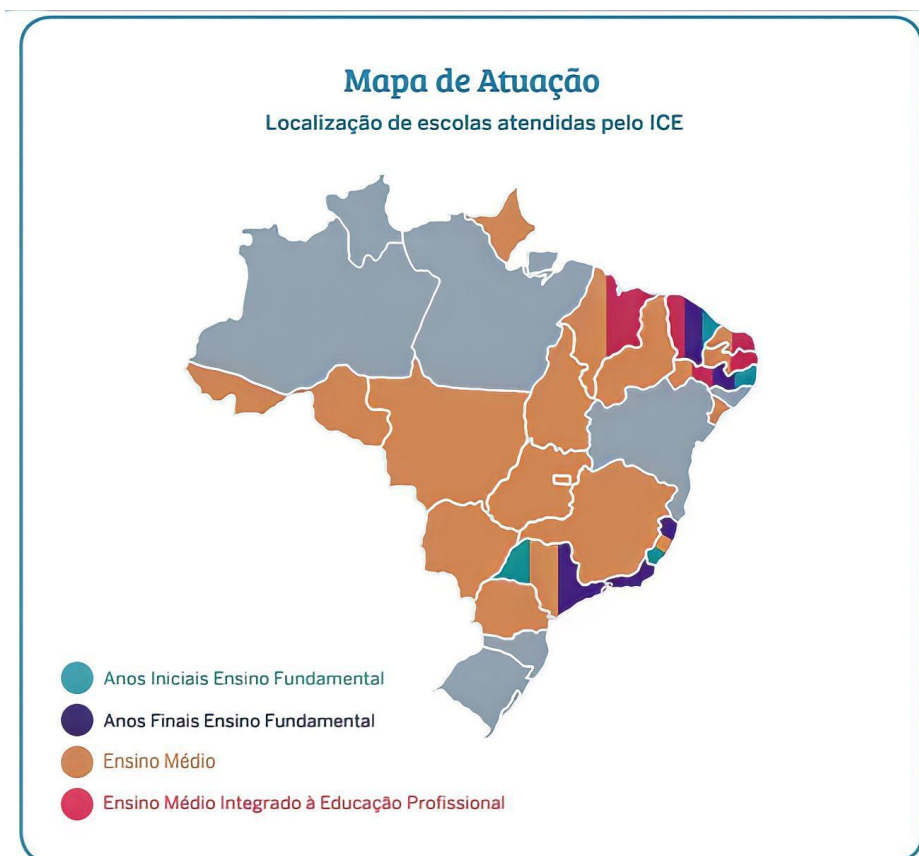 Mapa de Atuação
Localização de escolas atendidas pelo ICE
Anos Iniciais Ensino Fundamental
Anos Finais Ensino Fundamental
Ensino Médio
Ensino Médio Integrado à Educação Profissional